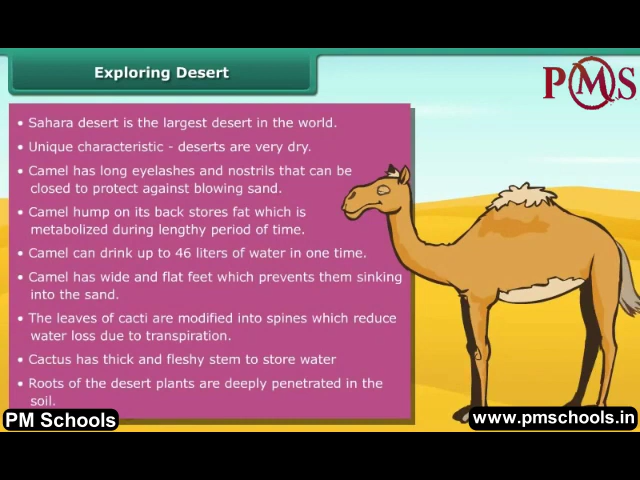 Exploring Desert
PMS
• Sahara desert is the largest desert in the world.
• Unique characteristic - deserts are very dry.
• Camel has long eyelashes and nostrils that can be
closed to protect against blowing sand.
• Camel hump on its back stores fat which is
metabolized during lengthy period of time.
• Camel can drink up to 46 liters of water in one time.
• Camel has wide and flat feet which prevents them sinking
into the sand.
• The leaves of cacti are modified into spines which reduce
water loss due to transpiration.
• Cactus has thick and fleshy stem to store water
• Roots of the desert plants are deeply penetrated in the
soil.
PM Schools
www.pmschools.in